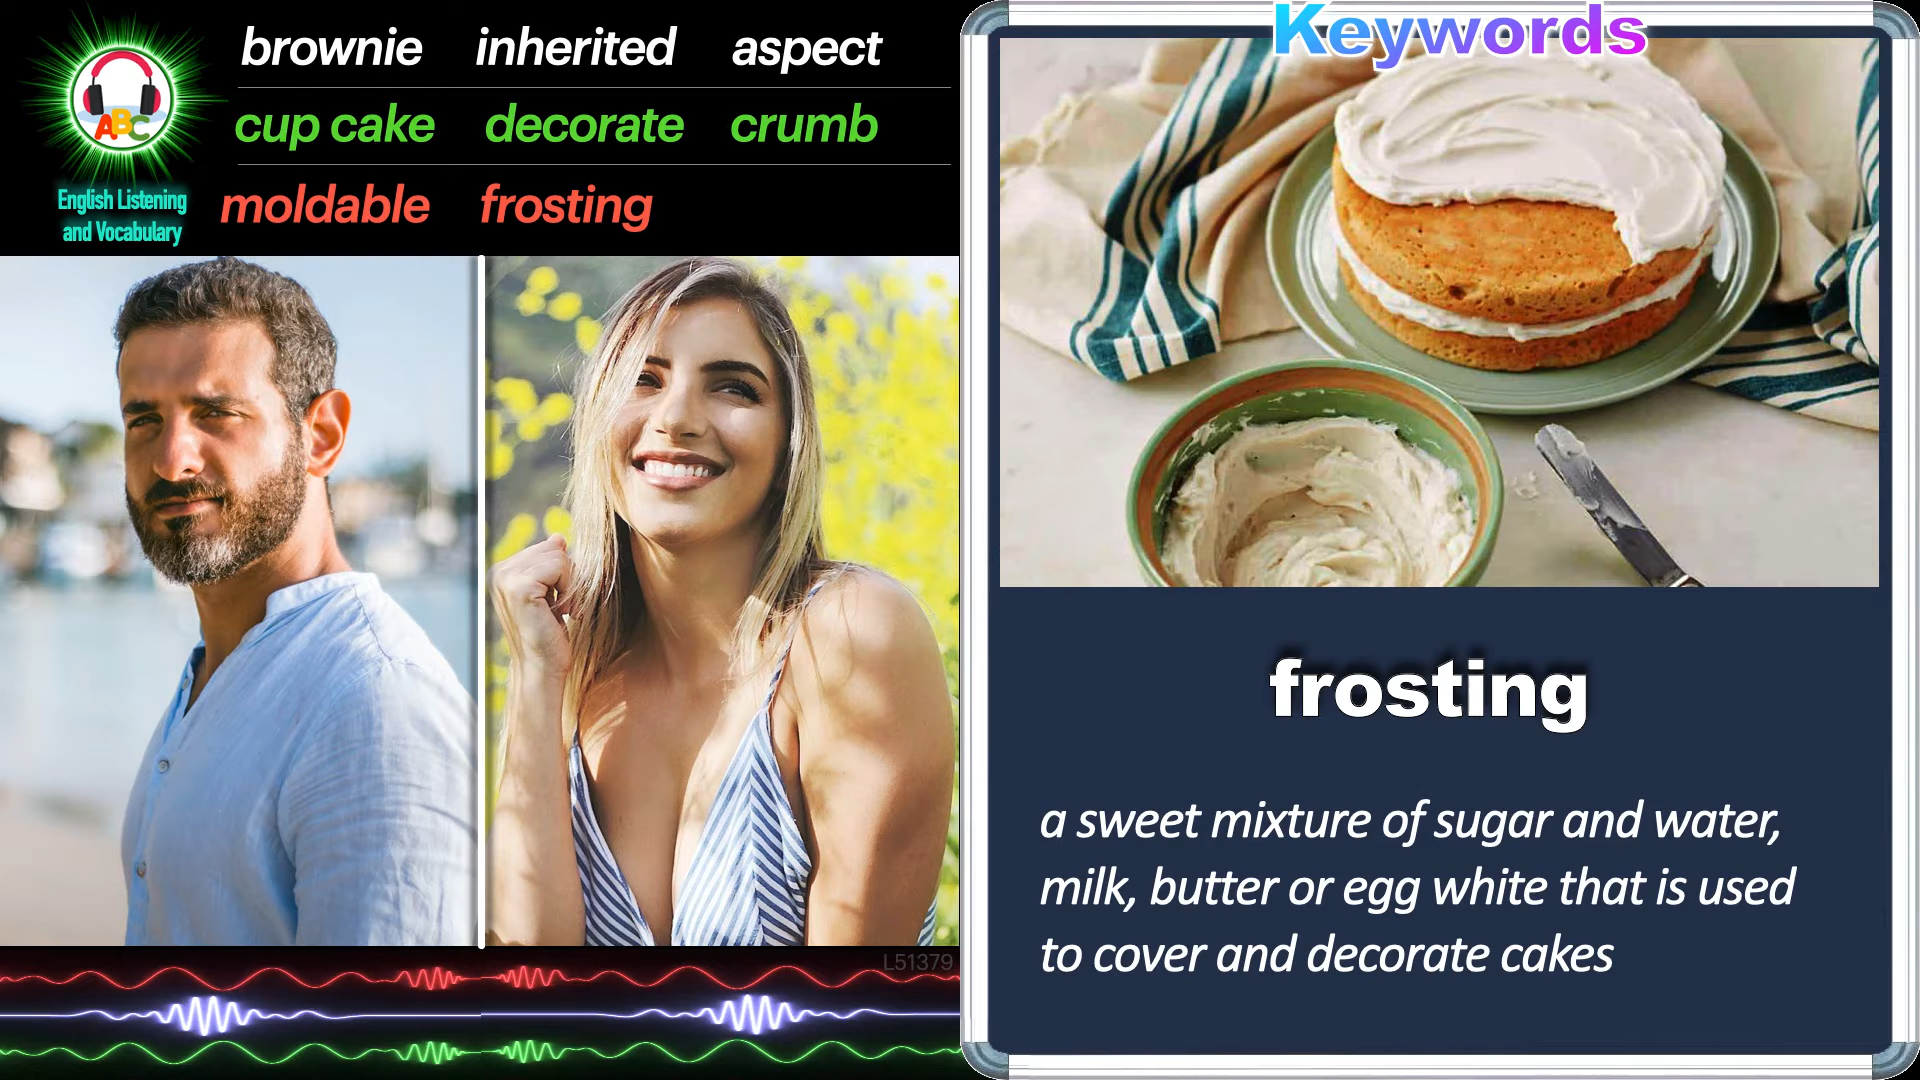 brownie inherited aspect
cup cake decorate crumb
moldable frosting
ABC
English Listening
and Vocabulary
L51379
Keywords
frosting
a sweet mixture of sugar and water,
milk, butter or egg white that is used
to cover and decorate cakes